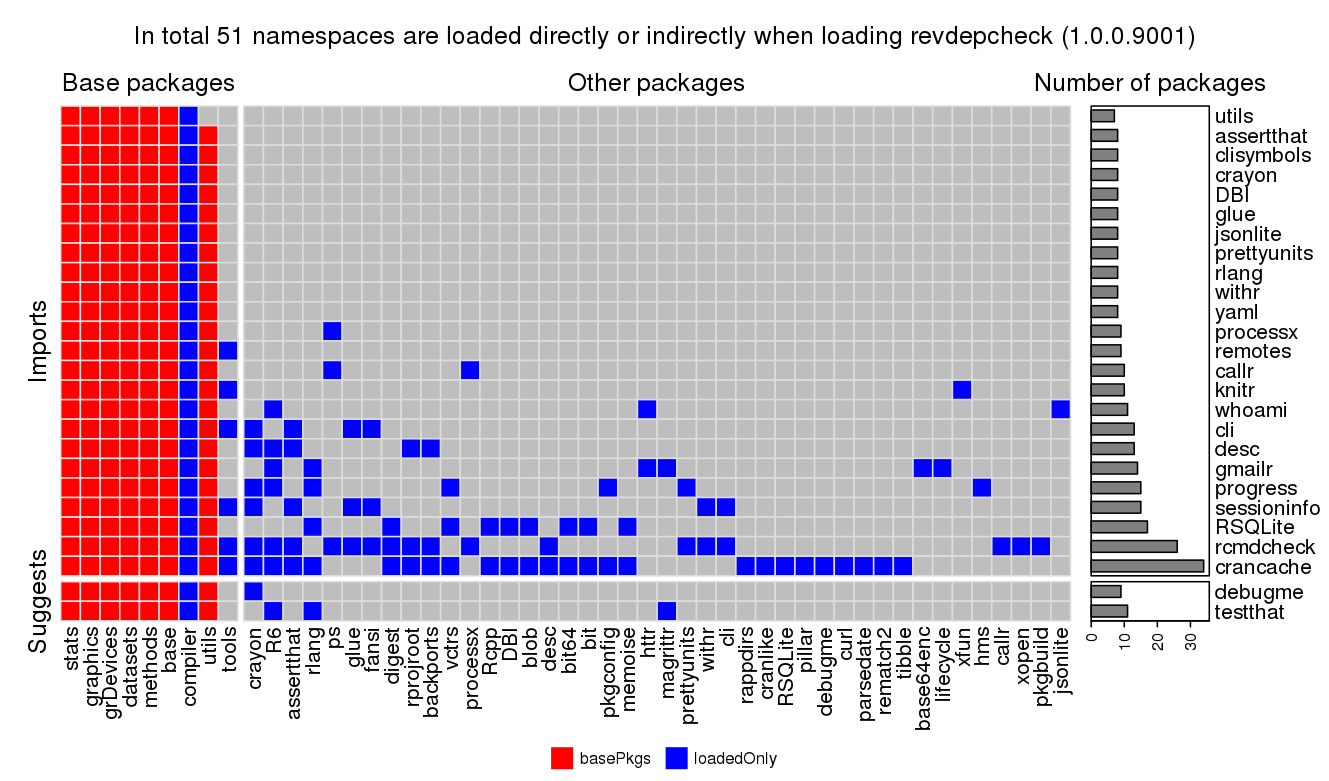 In total 51 namespaces are loaded directly or indirectly when loading revdepcheck (1.0.0.9001)
Base packages
Other packages
Number of packages
Imports
Suggests
utils
assertthat
clisymbols
crayon
DBI
glue
jsonlite
prettyunits
rlang
withr
yaml
processx
remotes
callr
knitr
whoami
cli
desc
gmailr
progress
sessioninfo
RSQLite
rcmdcheck
crancache
debugme
testthat
0
10
20
30
stats
graphics
grDevices
datasets
methods
base
compiler
utils
tools
crayon
R6
assertthat
rlang
ps
glue
fansi
digest
rprojroot
backports
vctrs
processx
Rcpp
DBI
blob
desc
bit64
bit
pkgconfig
memoise
httr
magrittr
prettyunits
withr
cli
rappdirs
cranlike
RSQLite
pillar
debugme
curl
parsedate
rematch2
tibble
base64enc
lifecycle
xfun
hms
callr
xopen
pkgbuild
jsonlite
basePkgs
loadedOnly